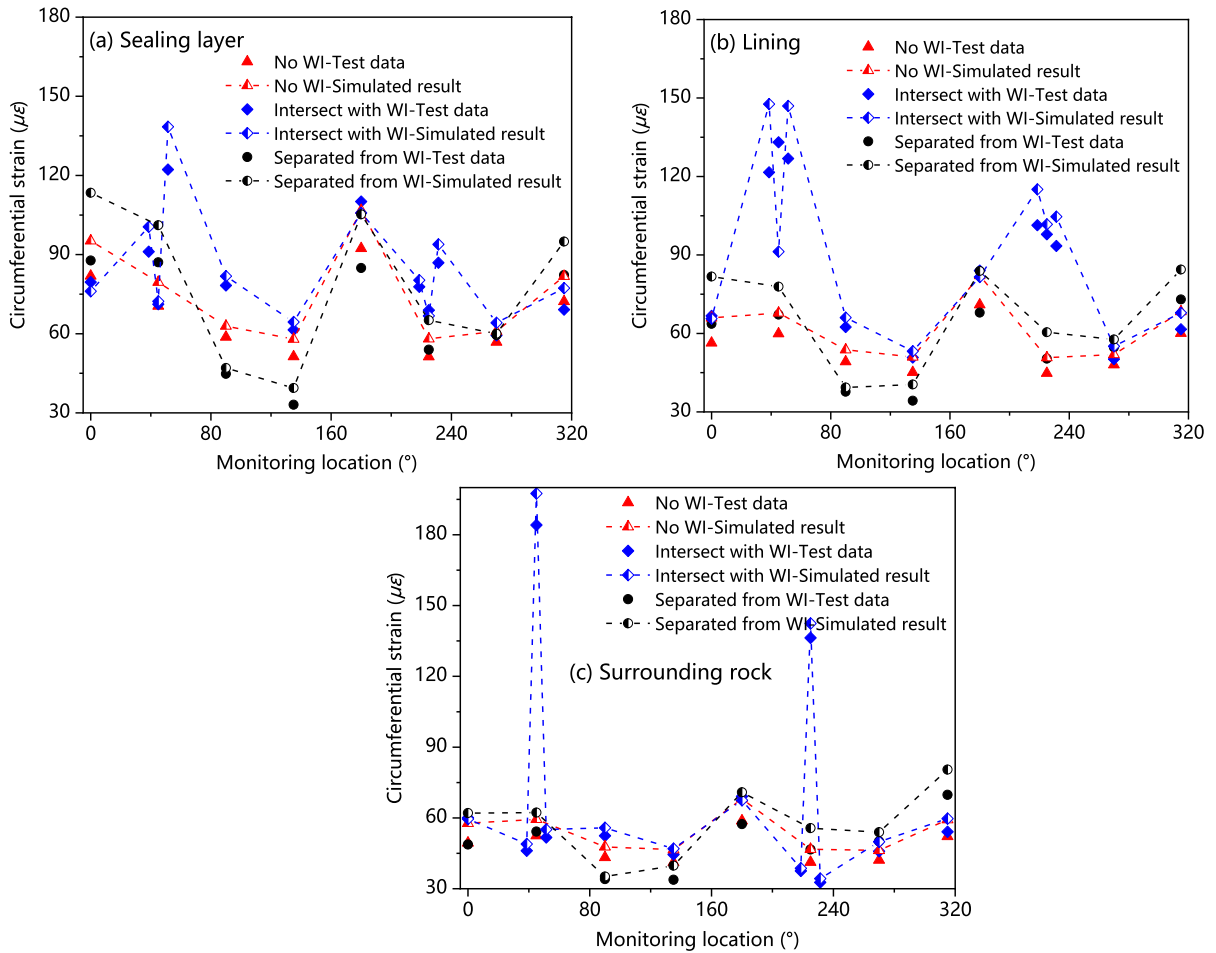 (a) Sealing layer
No WI-Test data
No WI-Simulated result
Intersect with WI-Test data
Intersect with WI-Simulated result
Separated from WI-Test data
Separated from WI-Simulated result
Circumferential strain (με)
180
150
120
90
60
30
0
80
160
240
320
Monitoring location (°)
(b) Lining
No WI-Test data
No WI-Simulated result
Intersect with WI-Test data
Intersect with WI-Simulated result
Separated from WI-Test data
Separated from WI-Simulated result
Circumferential strain (με)
180
150
120
90
60
30
0
80
160
240
320
Monitoring location (°)
No WI-Test data
No WI-Simulated result
Intersect with WI-Test data
Intersect with WI-Simulated result
Separated from WI-Test data
Separated from WI-Simulated result
(c) Surrounding rock
Circumferential strain (με)
180
150
120
90
60
30
0
80
160
240
320
Monitoring location (°)